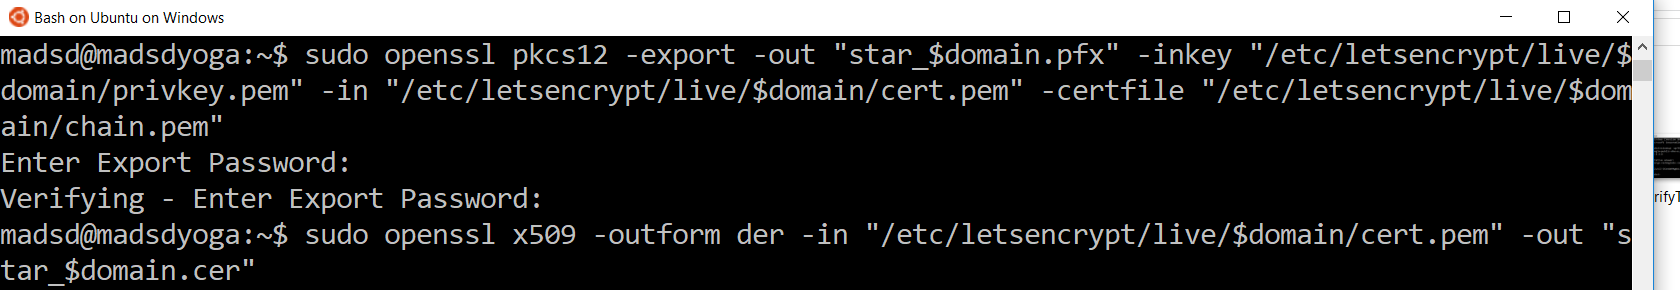 Bash on Ubuntu on Windows
madsd@madsdyoga:~$ sudo openssl pkcs12 -export -out "star_$domain.pfx" -inkey "/etc/letsencrypt/live/$
domain/privkey.pem" -in "/etc/letsencrypt/live/$domain/cert.pem" -certfile "/etc/letsencrypt/live/$dom
ain/chain.pem"
Enter Export Password:
Verifying - Enter Export Password:
madsd@madsdyoga:~$ sudo openssl x509 -outform der -in "/etc/letsencrypt/live/$domain/cert.pem" -out "s
tar_$domain.cer"
rifyT